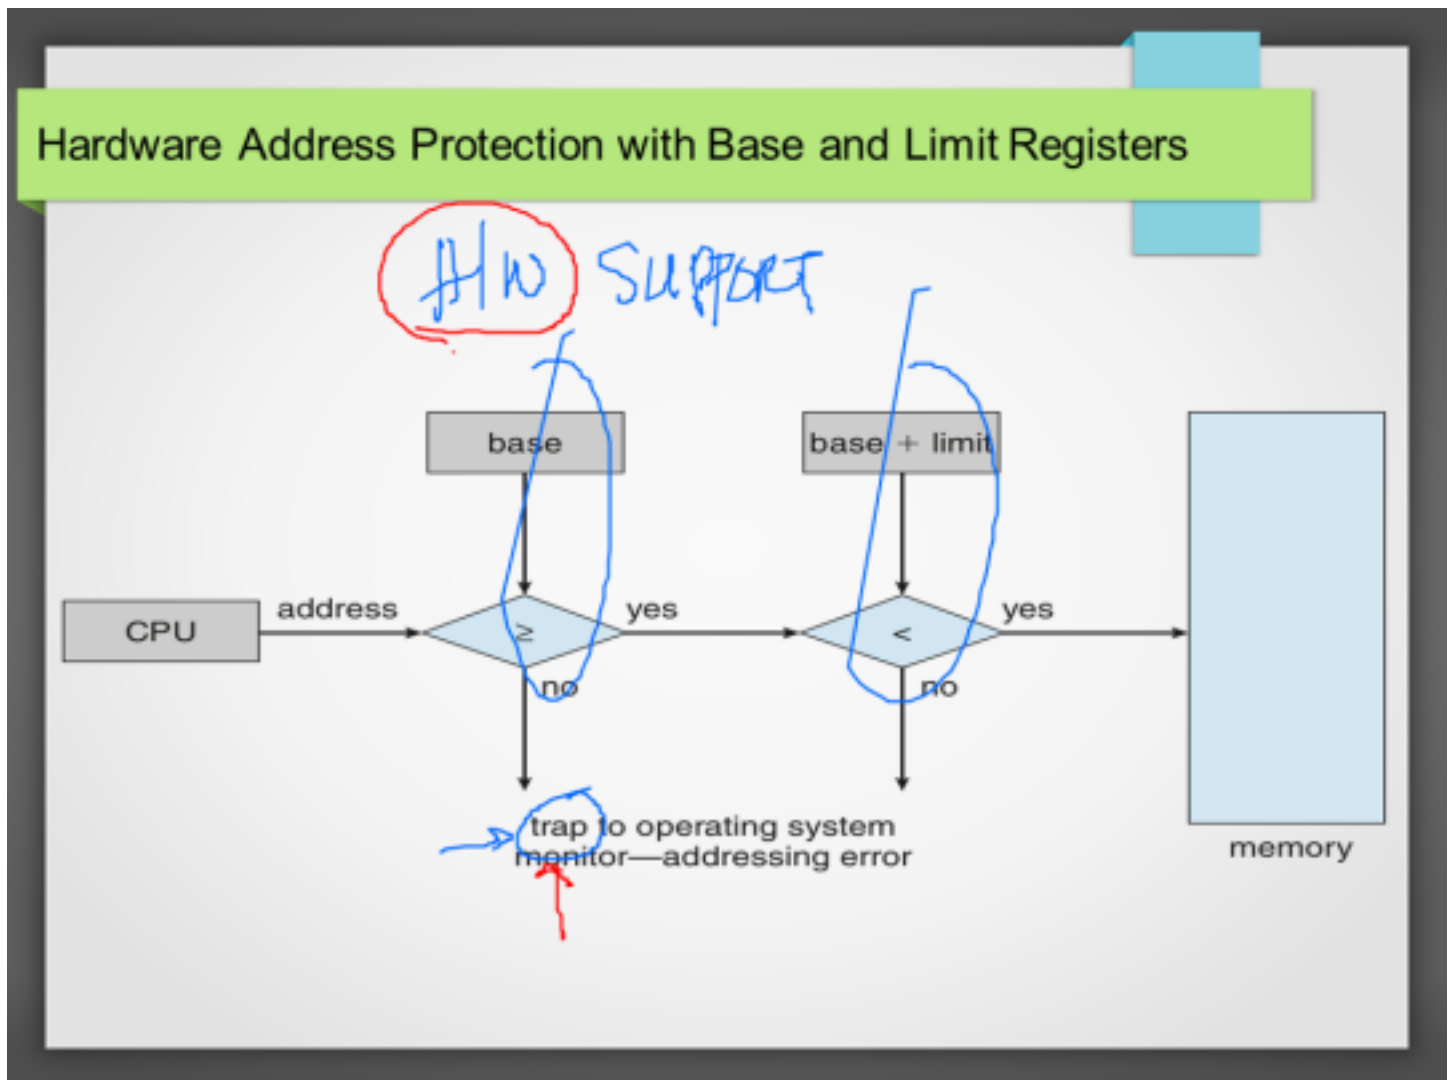 Hardware Address Protection with Base and Limit Registers
H/W SUPPORT
base
base + limit
address
yes
yes
CPU
≥
<
no
no
trap to operating system
monitor—addressing error
memory